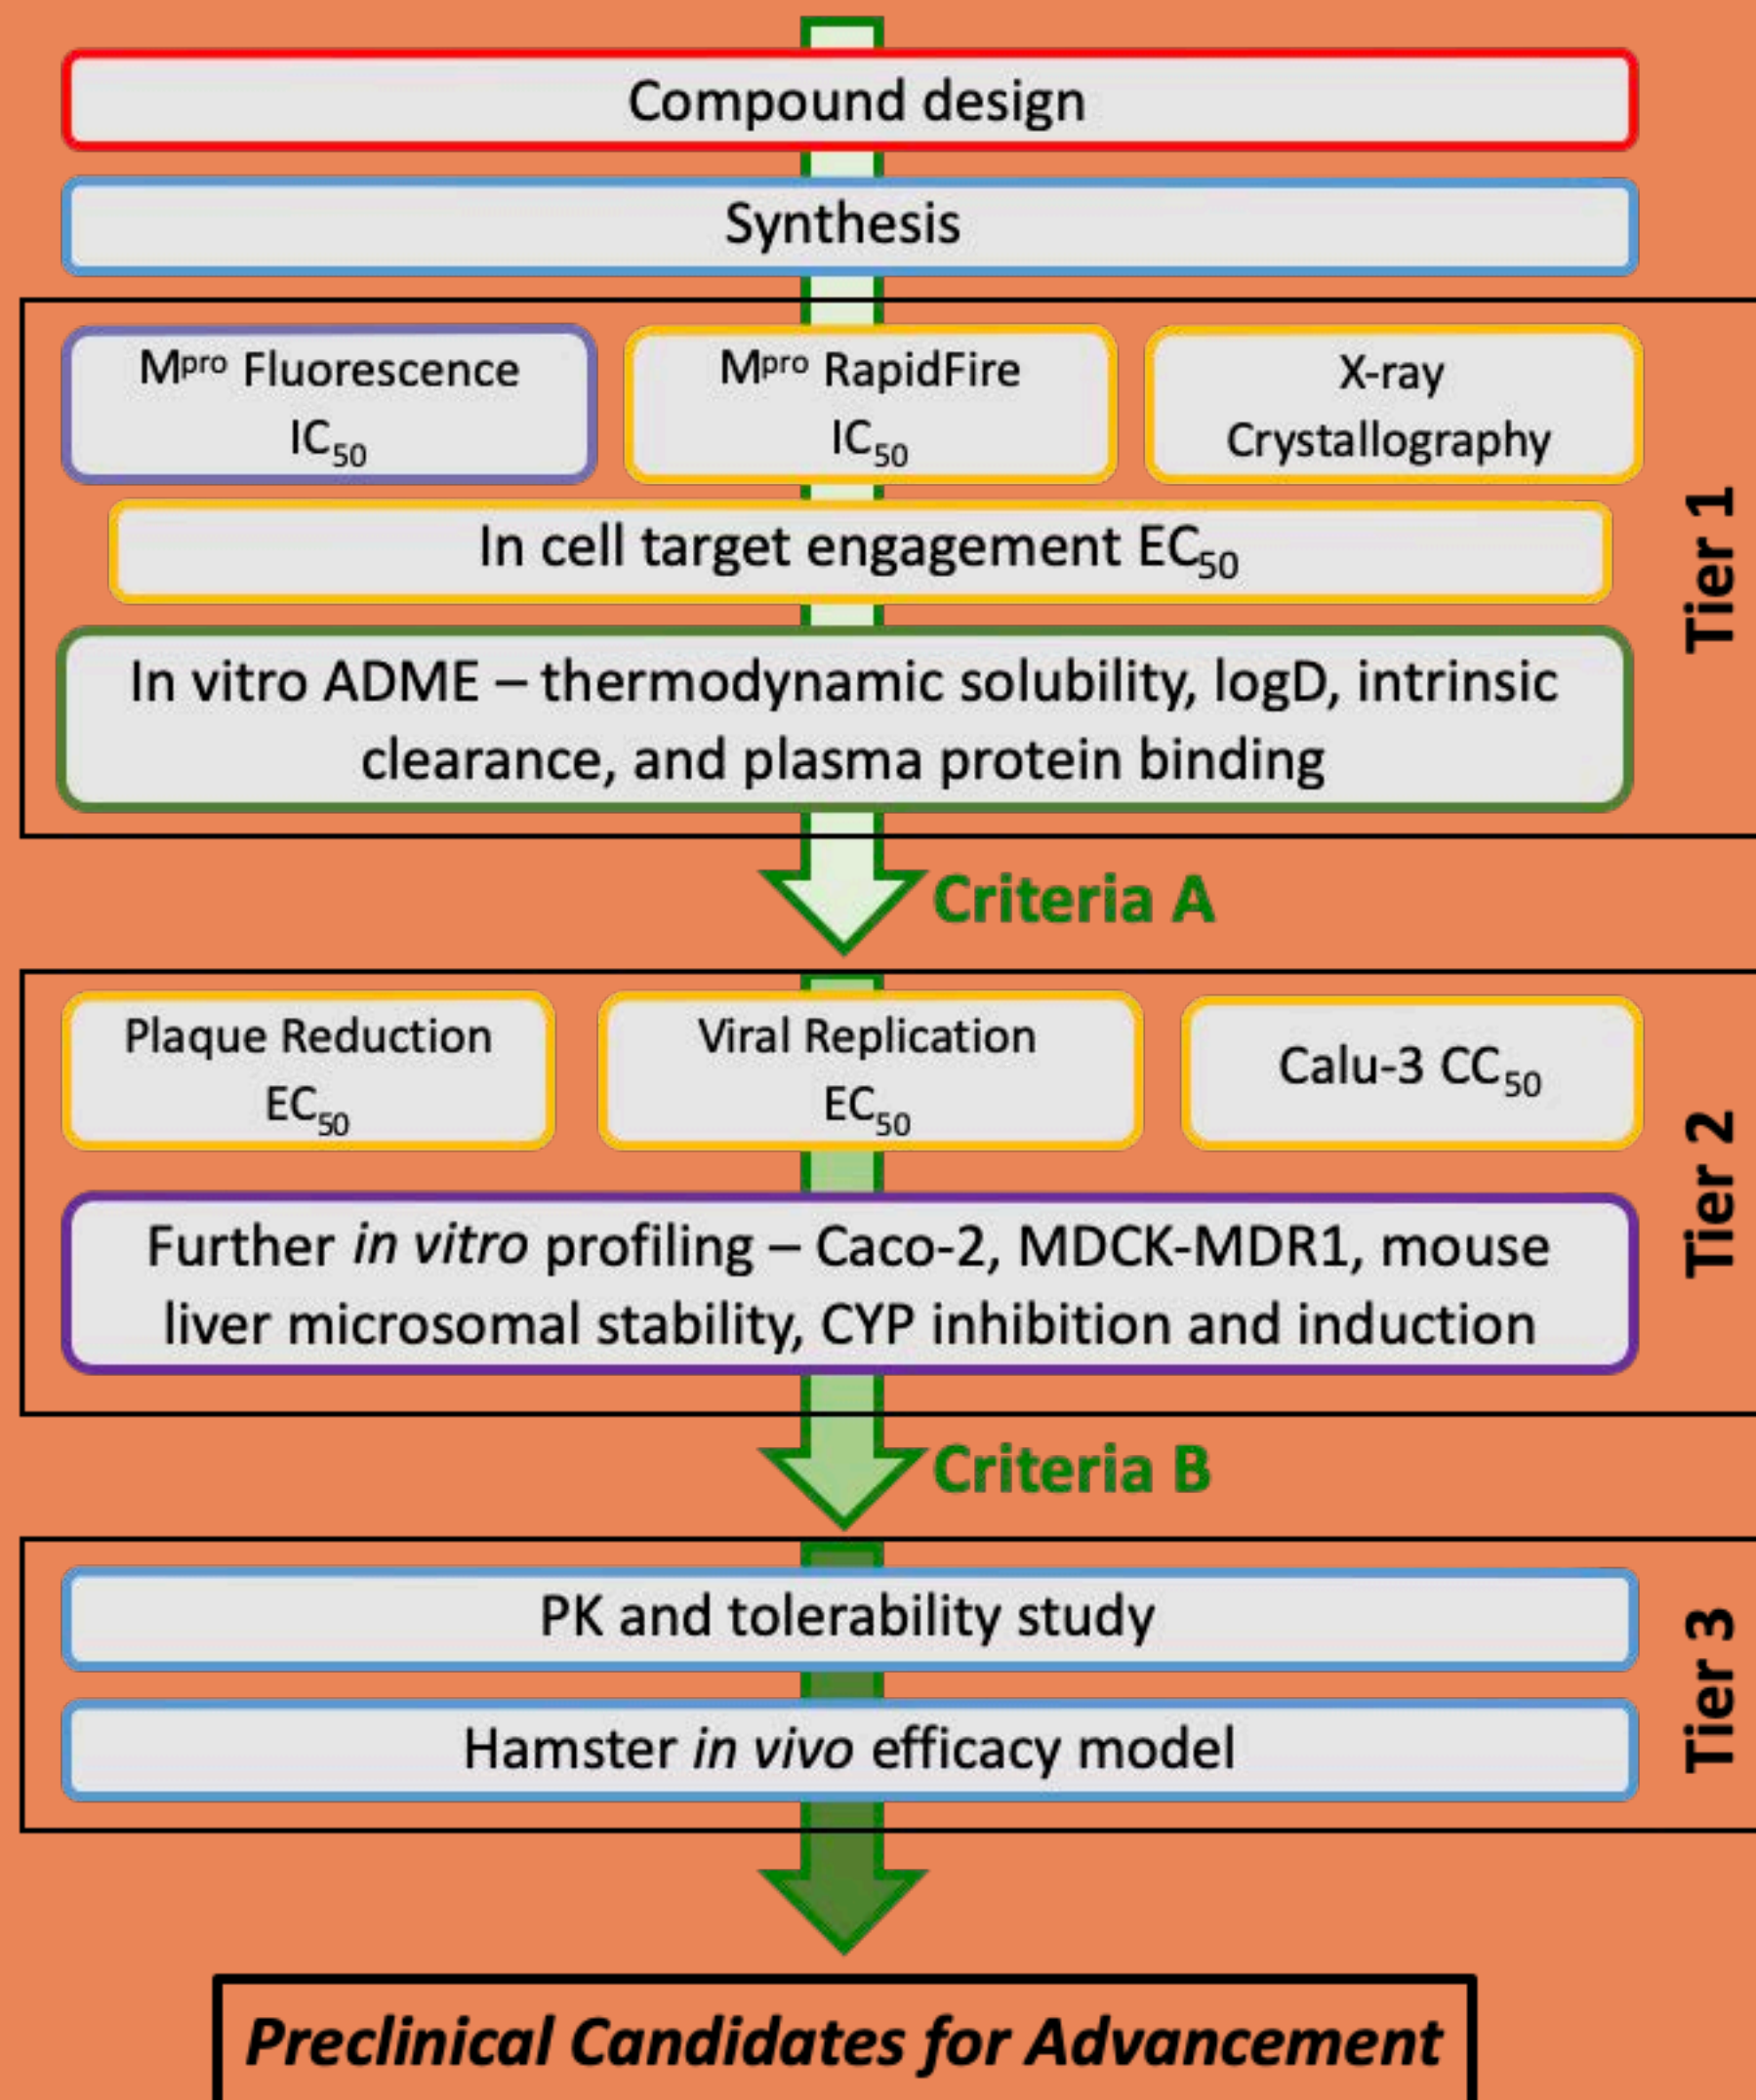 Compound design
Synthesis
Mᵖʳᵒ Fluorescence
IC₅₀
Mᵖʳᵒ RapidFire
IC₅₀
X-ray
Crystallography
In cell target engagement EC₅₀
In vitro ADME – thermodynamic solubility, logD, intrinsic
clearance, and plasma protein binding
Tier 1
Criteria A
Plaque Reduction
EC₅₀
Viral Replication
EC₅₀
Calu-3 CC₅₀
Further in vitro profiling – Caco-2, MDCK-MDR1, mouse
liver microsomal stability, CYP inhibition and induction
Tier 2
Criteria B
PK and tolerability study
Hamster in vivo efficacy model
Tier 3
Preclinical Candidates for Advancement